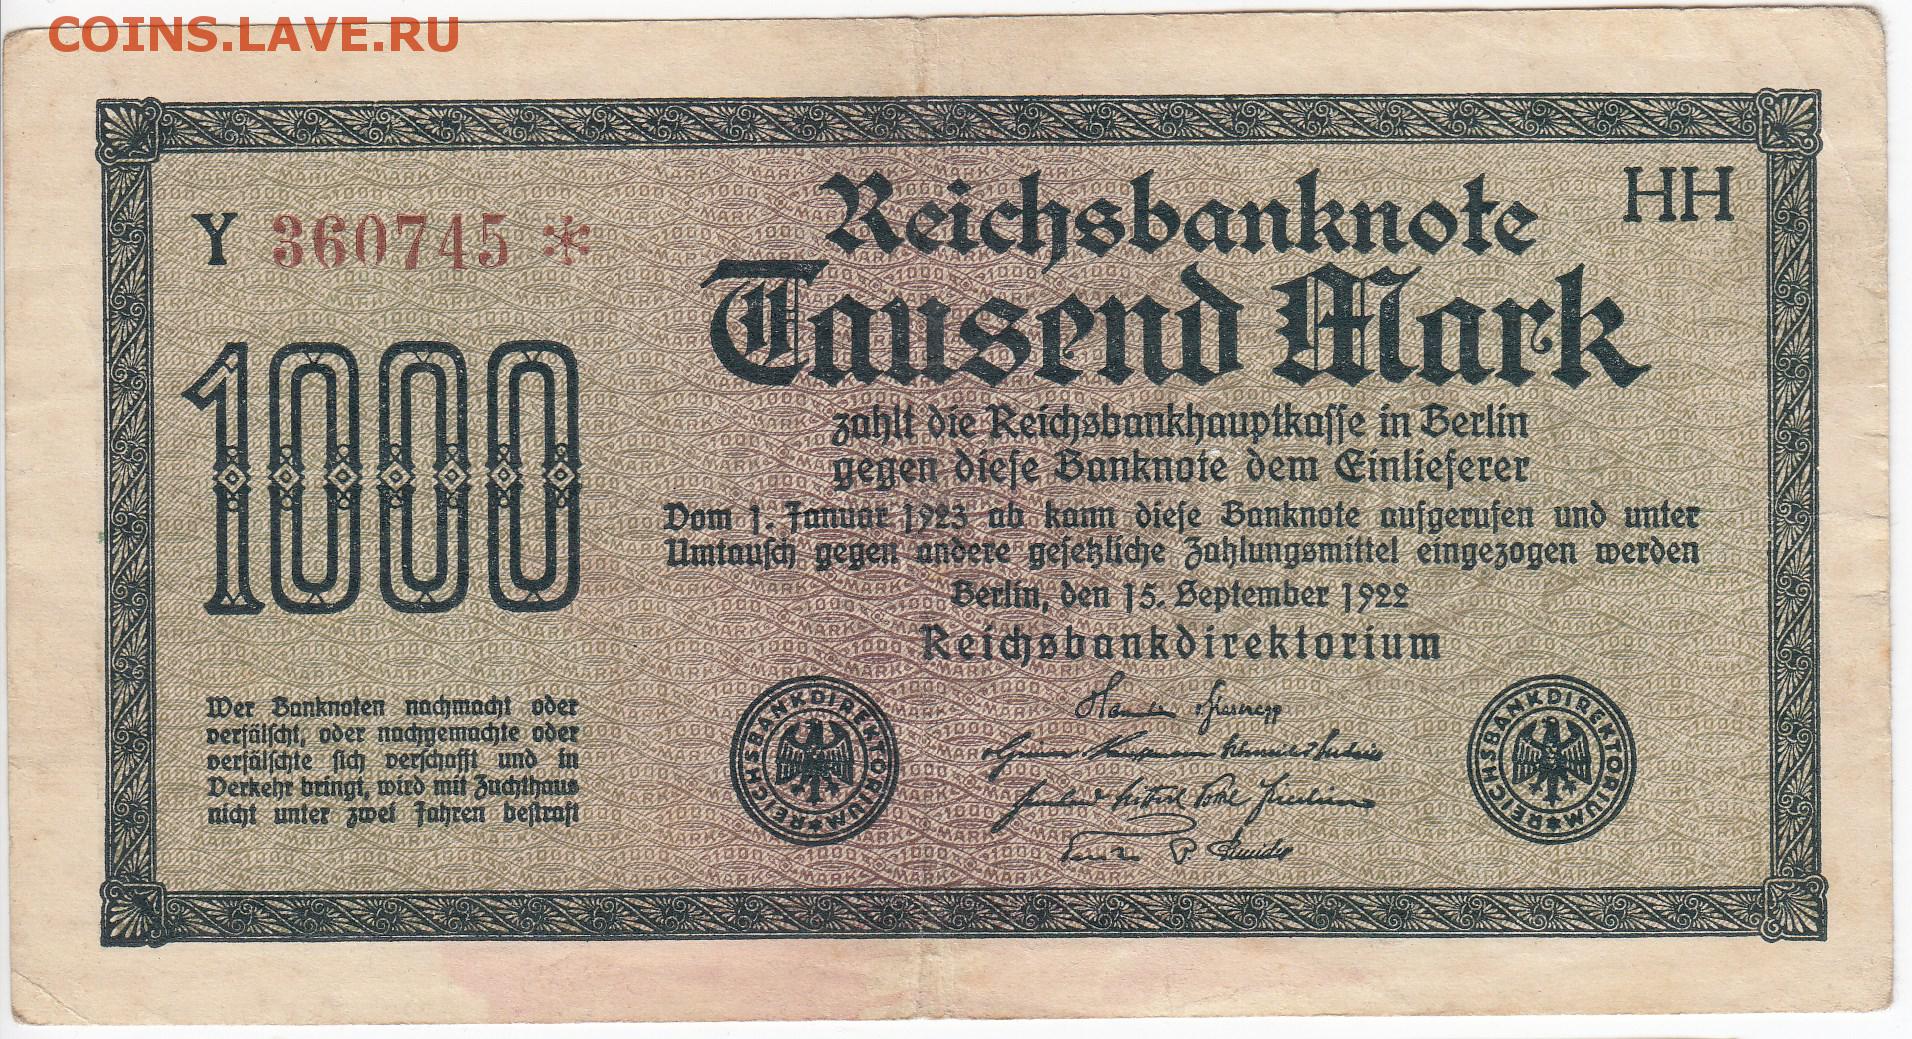 COINS.LAVE.RU
Y 360745 *
HH
Reichsbanknote
Tausend Mark
1000
zahlt die Reichsbankhauptkasse in Berlin
gegen diese Banknote dem Einlieferer
Vom 1. Januar 1923 ab kann diese Banknote aufgerufen und unter
Umtausch gegen andere gesetzliche Zahlungsmittel eingezogen werden
Berlin, den 15. September 1922
Reichsbankdirektorium
Wer Banknoten nachmacht oder
verfälscht, oder nachgemachte oder
verfälschte sich verschafft und in
Verkehr bringt, wird mit Zuchthaus
nicht unter zwei Jahren bestraft
REICHSBANKDIREKTORIUM
REICHSBANKDIREKTORIUM